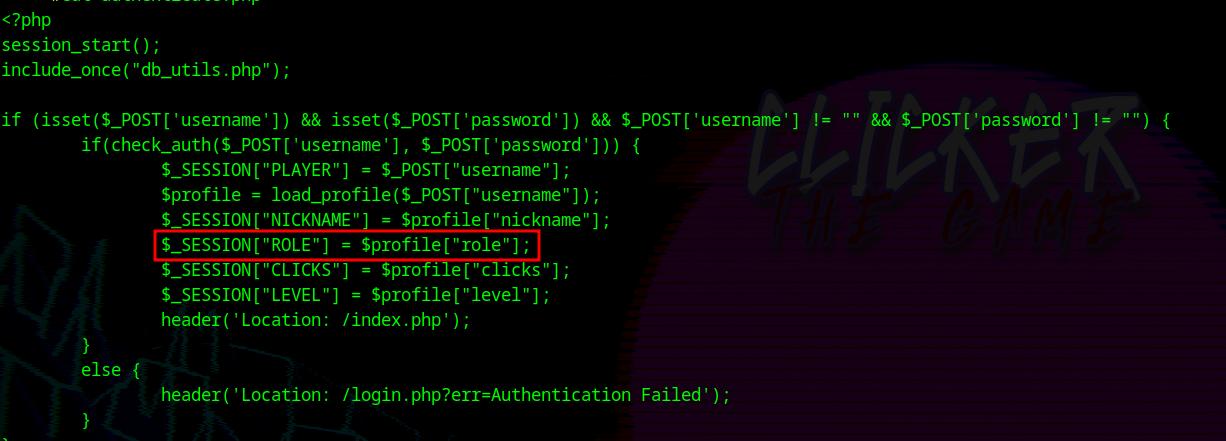 authenticate.php
<?php
session_start();
include_once("db_utils.php");
if (isset($_POST['username']) && isset($_POST['password']) && $_POST['username'] != "" && $_POST['password'] != "") {
        if(check_auth($_POST['username'], $_POST['password'])) {
                $_SESSION["PLAYER"] = $_POST["username"];
                $profile = load_profile($_POST["username"]);
                $_SESSION["NICKNAME"] = $profile["nickname"];
                $_SESSION["ROLE"] = $profile["role"];
                $_SESSION["CLICKS"] = $profile["clicks"];
                $_SESSION["LEVEL"] = $profile["level"];
                header('Location: /index.php');
        }
        else {
                header('Location: /login.php?err=Authentication Failed');
        }
}
CLICKER
THE GAME